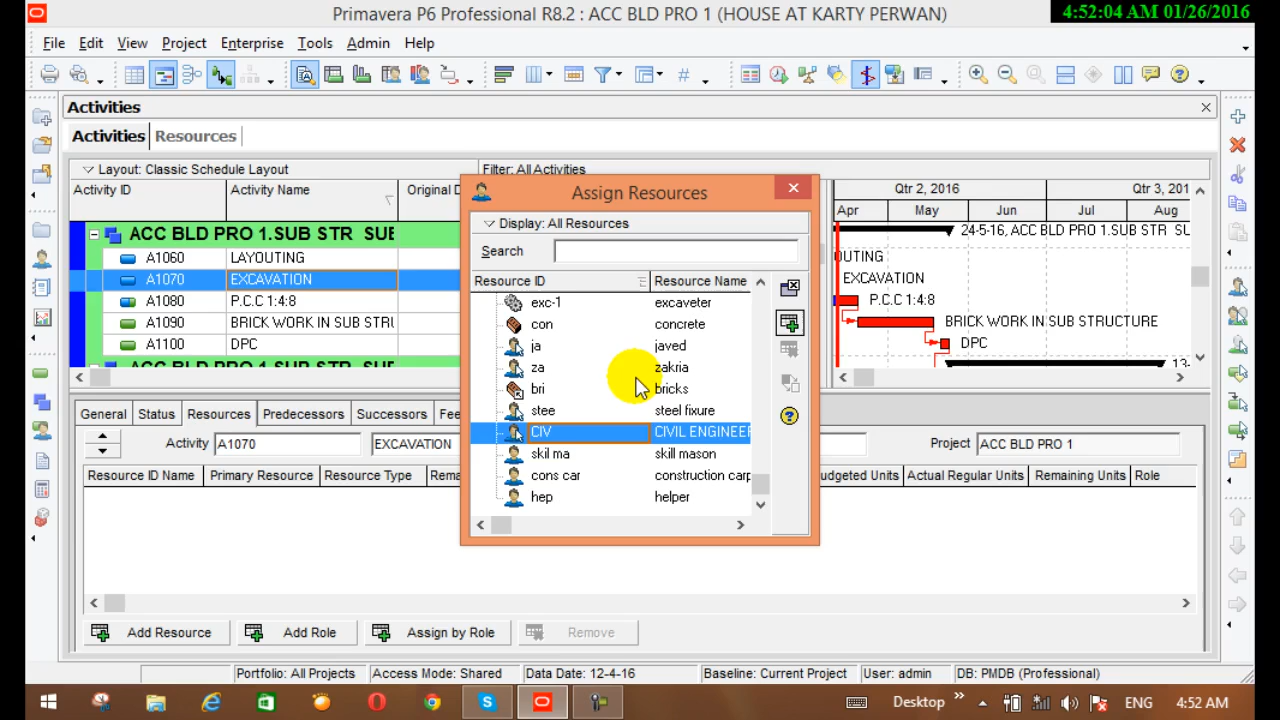 Primavera P6 Professional R8.2 : ACC BLD PRO 1 (HOUSE AT KARTY PERWAN)
4:52:04 AM 01/26/2016
File Edit View Project Enterprise Tools Admin Help
Activities
Activities Resources
Layout: Classic Schedule Layout
Filter: All Activities
Activity ID Activity Name Original D
Qtr 2, 2016 Qtr 3, 201
Apr May Jun Jul Aug
ACC BLD PRO 1.SUB STR SUE
24-5-16, ACC BLD PRO 1.SUB STR SL
A1060 LAYOUTING
OUTING
A1070 EXCAVATION
EXCAVATION
A1080 P.C.C 1:4:8
P.C.C 1:4:8
A1090 BRICK WORK IN SUB STRU
BRICK WORK IN SUB STRUCTURE
A1100 DPC
DPC
13-
Assign Resources
Display: All Resources
Search
Resource ID Resource Name
exc-1 excaveter
con concrete
ja javed
za zakria
bri bricks
stee steel fixure
CIV CIVIL ENGINEER
skil ma skill mason
cons car construction carp
hep helper
General Status Resources Predecessors Successors Fee
Activity A1070 EXCAVATION Project ACC BLD PRO 1
Resource ID Name Primary Resource Resource Type Rema udgeted Units Actual Regular Units Remaining Units Role
Add Resource Add Role Assign by Role Remove
Portfolio: All Projects Access Mode: Shared Data Date: 12-4-16 Baseline: Current Project User: admin DB: PMDB (Professional)
Desktop ENG 4:52 AM